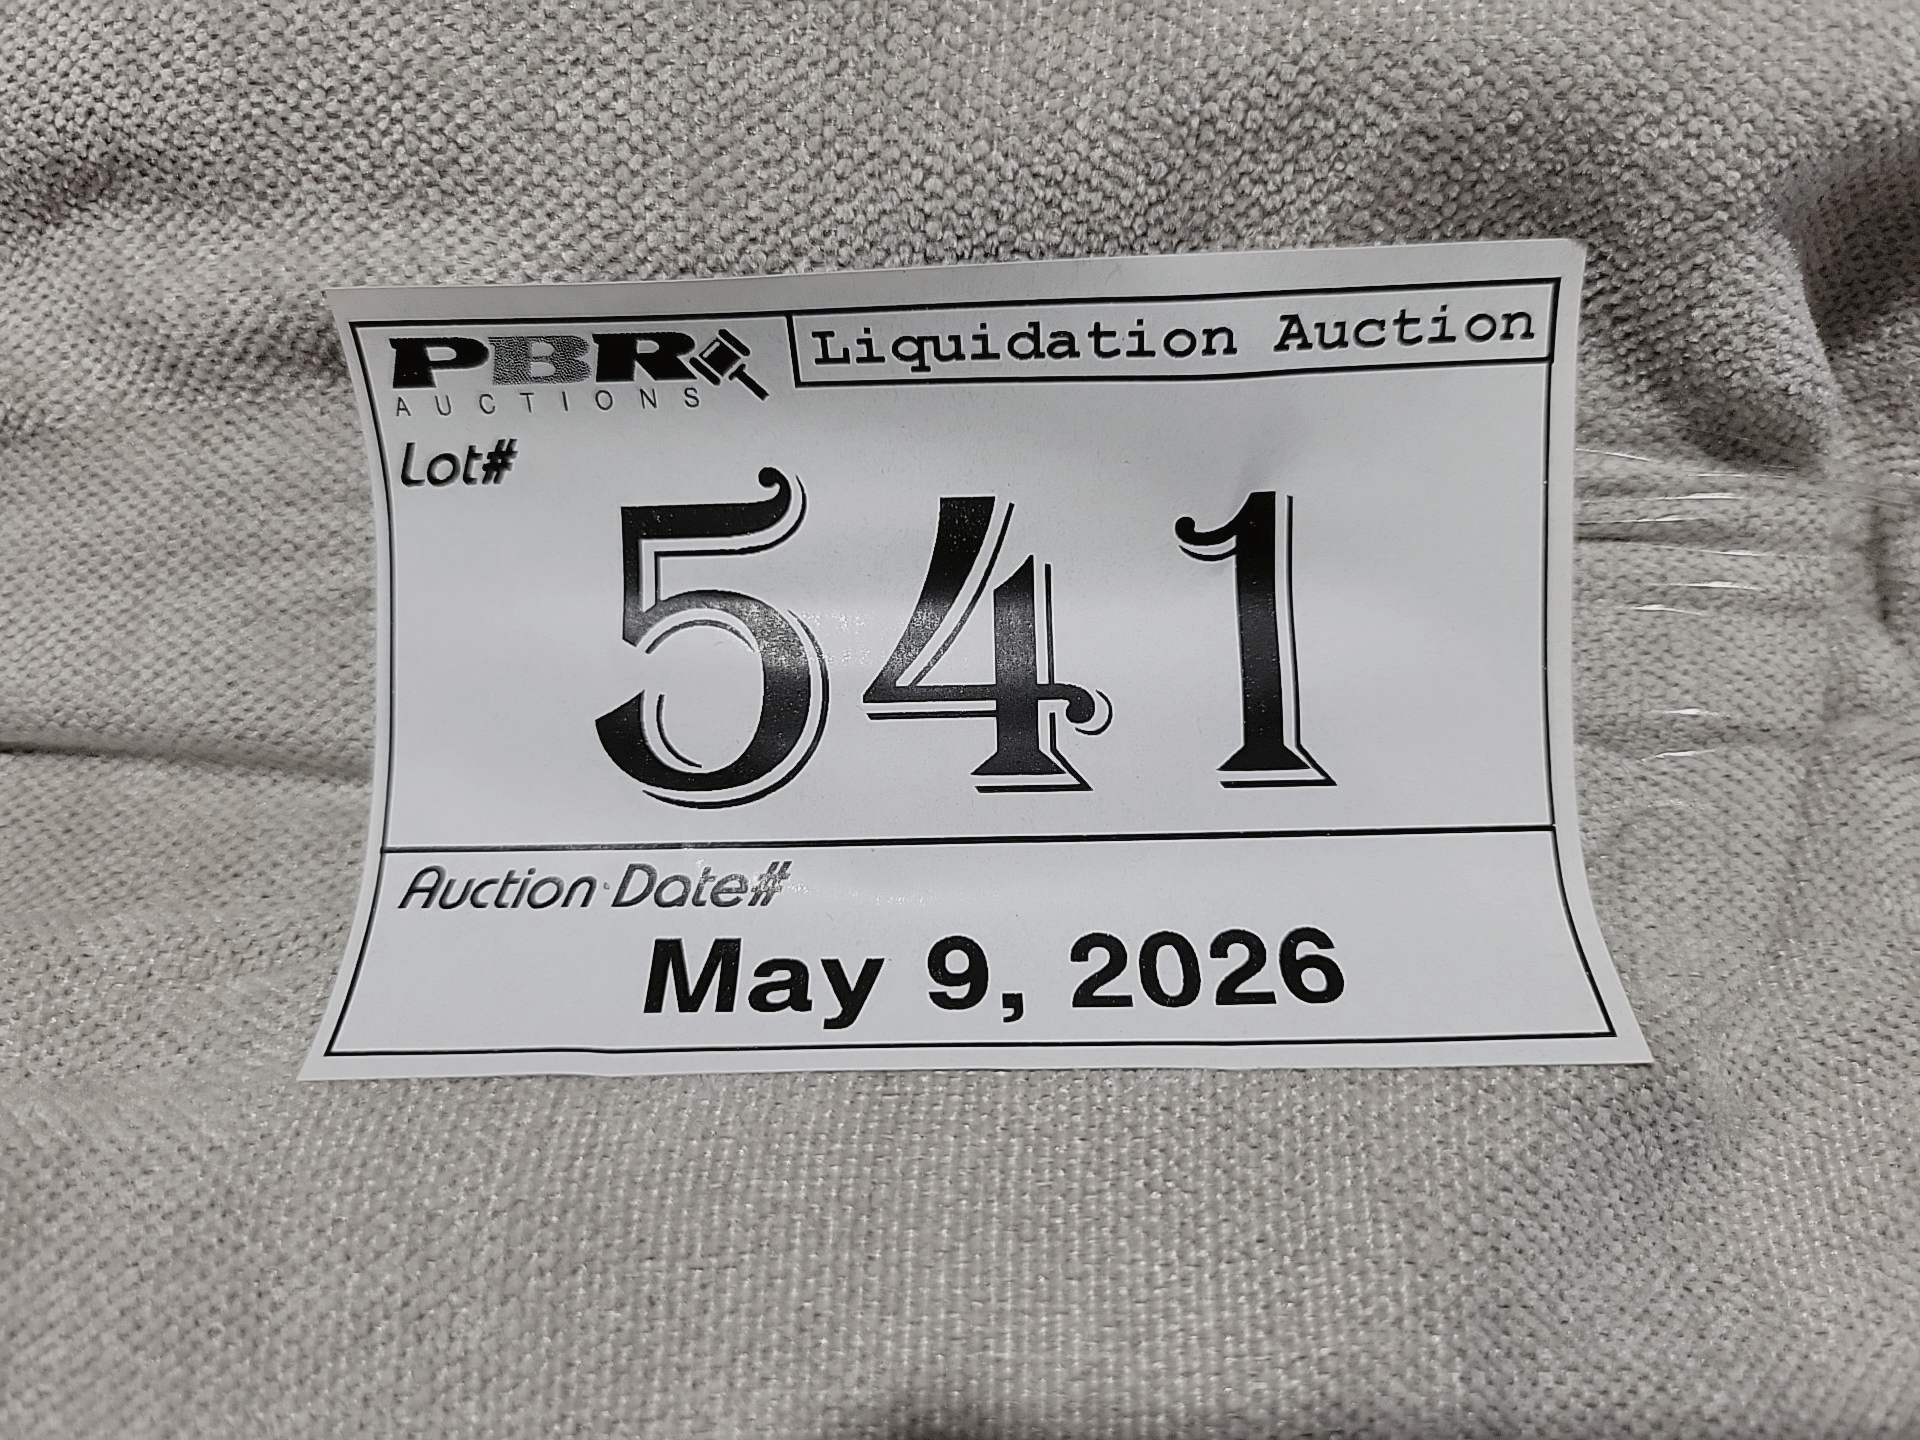 PBR
AUCTIONS
Liquidation Auction
Lot#
541
Auction Date#
May 9, 2026